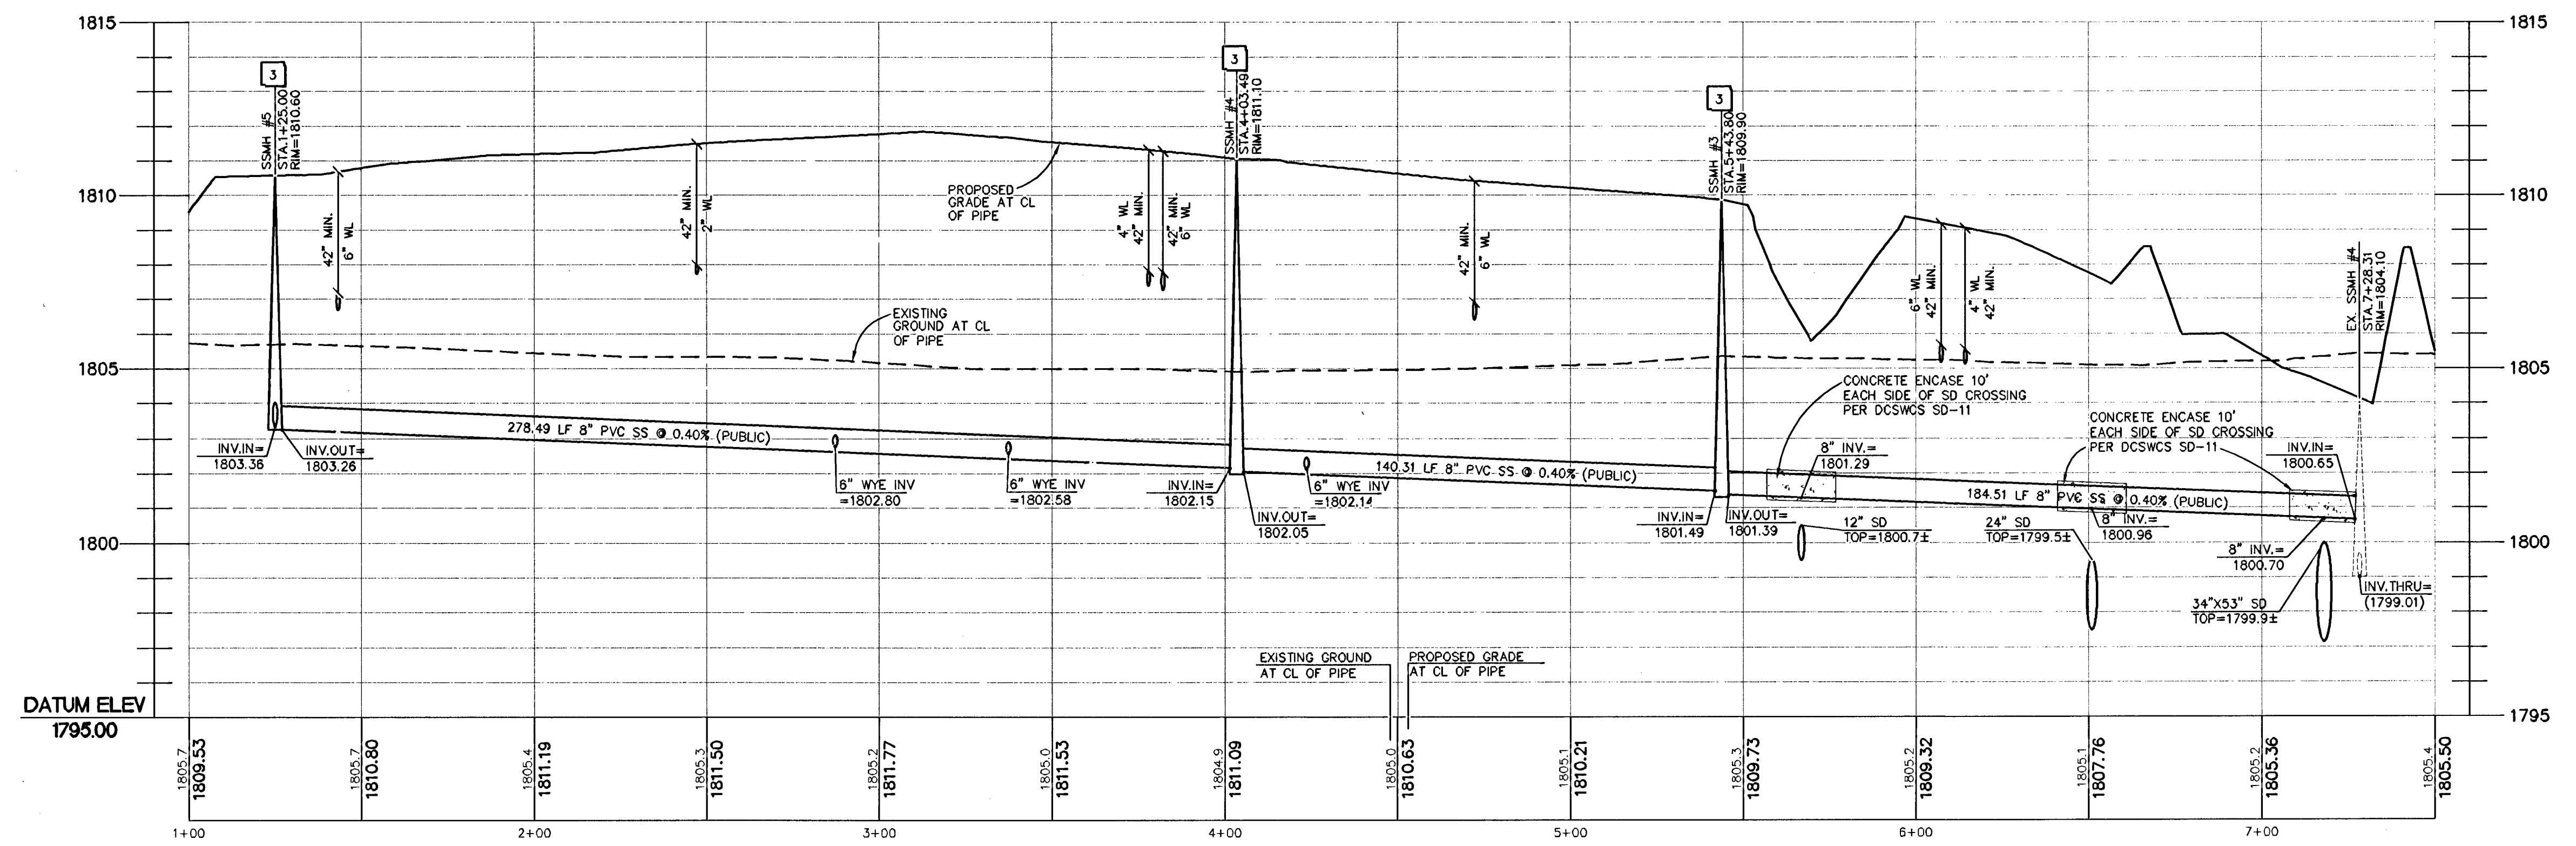 1815
1815
3
3
3
SSMH #5
STA.1+25.00
RIM=1810.60
SSMH #4
STA.4+03.49
RIM=1811.10
SSMH #3
STA.5+43.80
RIM=1809.90
1810
1810
42" MIN.
6" WL
42" MIN.
2" WL
PROPOSED
GRADE AT CL
OF PIPE
4" WL
42" MIN.
42" MIN.
6" WL
42" MIN.
6" WL
6" WL
42" MIN.
4" WL
42" MIN.
EX. SSMH #4
STA.7+28.31
RIM=1804.10
EXISTING
GROUND AT CL
OF PIPE
1805
1805
CONCRETE ENCASE 10'
EACH SIDE OF SD CROSSING
PER DCSWCS SD-11
CONCRETE ENCASE 10'
EACH SIDE OF SD CROSSING
PER DCSWCS SD-11
278.49 LF 8" PVC SS @ 0.40% (PUBLIC)
140.31 LF 8" PVC SS @ 0.40% (PUBLIC)
184.51 LF 8" PVC SS @ 0.40% (PUBLIC)
INV.IN=
1803.36
INV.OUT=
1803.26
6" WYE INV
=1802.80
6" WYE INV
=1802.58
INV.IN=
1802.15
INV.OUT=
1802.05
6" WYE INV
=1802.14
INV.IN=
1801.49
INV.OUT=
1801.39
8" INV.=
1801.29
12" SD
TOP=1800.7±
24" SD
TOP=1799.5±
8" INV.=
1800.96
INV.IN=
1800.65
8" INV.=
1800.70
34"X53" SD
TOP=1799.9±
INV.THRU=
(1799.01)
1800
1800
EXISTING GROUND
AT CL OF PIPE
PROPOSED GRADE
AT CL OF PIPE
DATUM ELEV
1795.00
1795
1805.7
1809.53
1805.7
1810.80
1805.4
1811.19
1805.3
1811.50
1805.2
1811.77
1805.0
1811.53
1804.9
1811.09
1805.0
1810.63
1805.1
1810.21
1805.3
1809.73
1805.2
1809.32
1805.1
1807.76
1805.2
1805.36
1805.4
1805.50
1+00
2+00
3+00
4+00
5+00
6+00
7+00